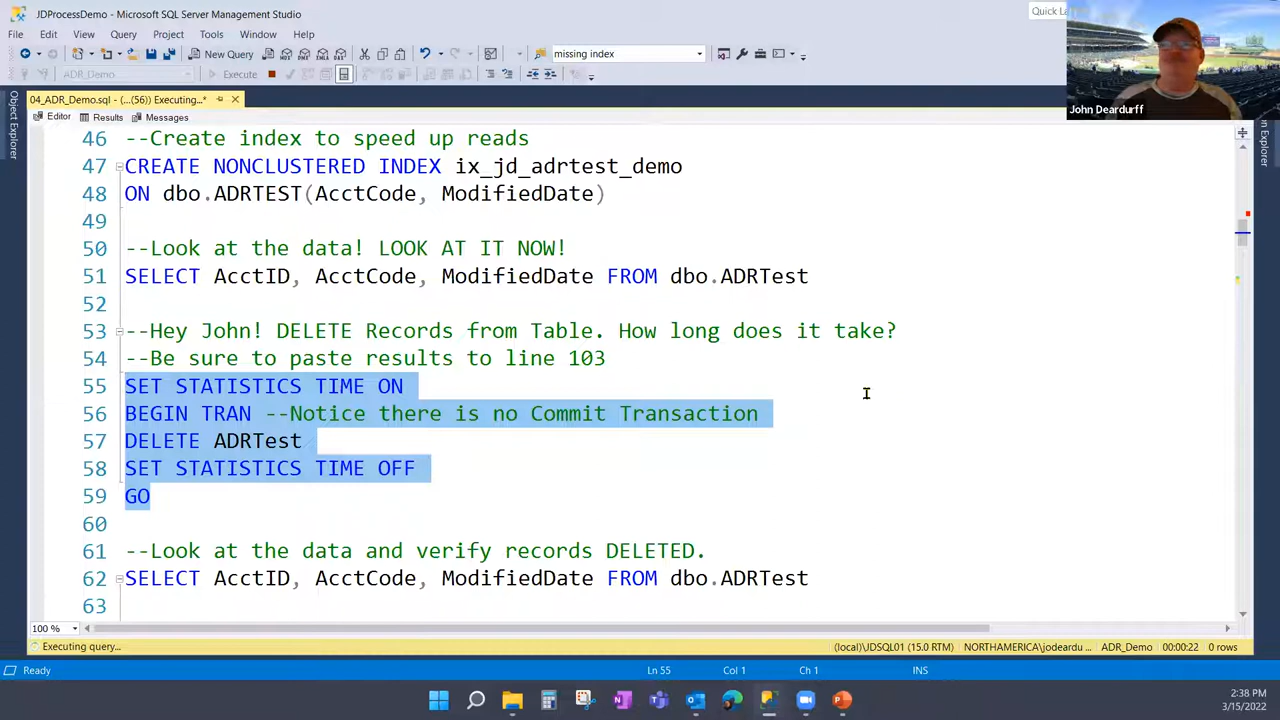 JDProcessDemo - Microsoft SQL Server Management Studio
File Edit View Query Project Tools Window Help
New Query
missing index
ADR_Demo
Execute
04_ADR_Demo.sql - (...(56)) Executing...*
Editor Results Messages
Object Explorer
John Deardurff
46 --Create index to speed up reads
47 CREATE NONCLUSTERED INDEX ix_jd_adrtest_demo
48 ON dbo.ADRTEST(AcctCode, ModifiedDate)
49
50 --Look at the data! LOOK AT IT NOW!
51 SELECT AcctID, AcctCode, ModifiedDate FROM dbo.ADRTest
52
53 --Hey John! DELETE Records from Table. How long does it take?
54 --Be sure to paste results to line 103
55 SET STATISTICS TIME ON
56 BEGIN TRAN --Notice there is no Commit Transaction
57 DELETE ADRTest
58 SET STATISTICS TIME OFF
59 GO
60
61 --Look at the data and verify records DELETED.
62 SELECT AcctID, AcctCode, ModifiedDate FROM dbo.ADRTest
63
100 %
Executing query... (local)\JDSQL01 (15.0 RTM) NORTHAMERICA\jodeardu ... ADR_Demo 00:00:22 0 rows
Ready Ln 55 Col 1 Ch 1 INS
2:38 PM
3/15/2022